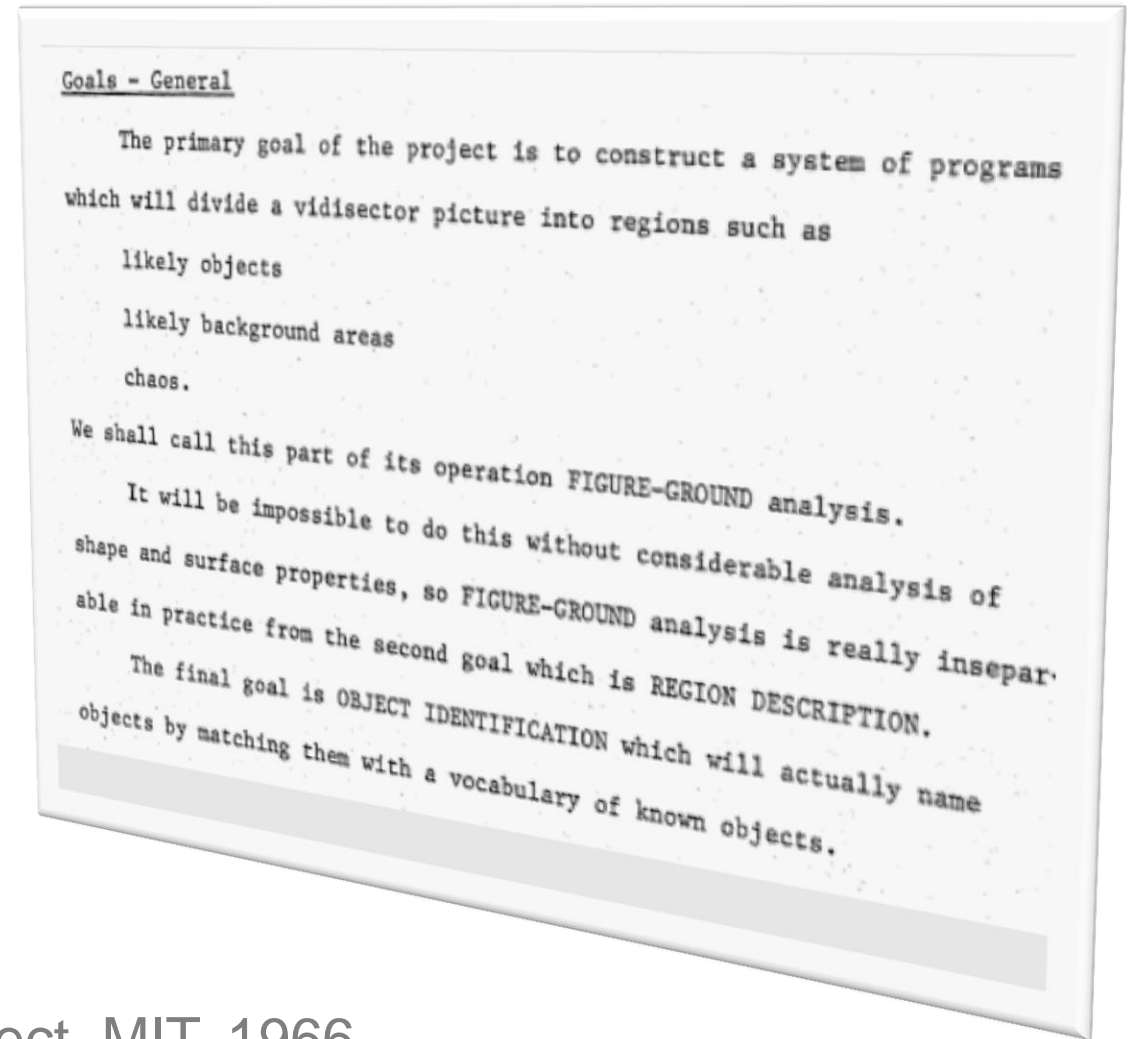 Goals - General
The primary goal of the project is to construct a system of programs
which will divide a vidisector picture into regions such as
likely objects
likely background areas
chaos.
We shall call this part of its operation FIGURE-GROUND analysis.
It will be impossible to do this without considerable analysis of
shape and surface properties, so FIGURE-GROUND analysis is really insepar-
able in practice from the second goal which is REGION DESCRIPTION.
The final goal is OBJECT IDENTIFICATION which will actually name
objects by matching them with a vocabulary of known objects.
MIT, 1966